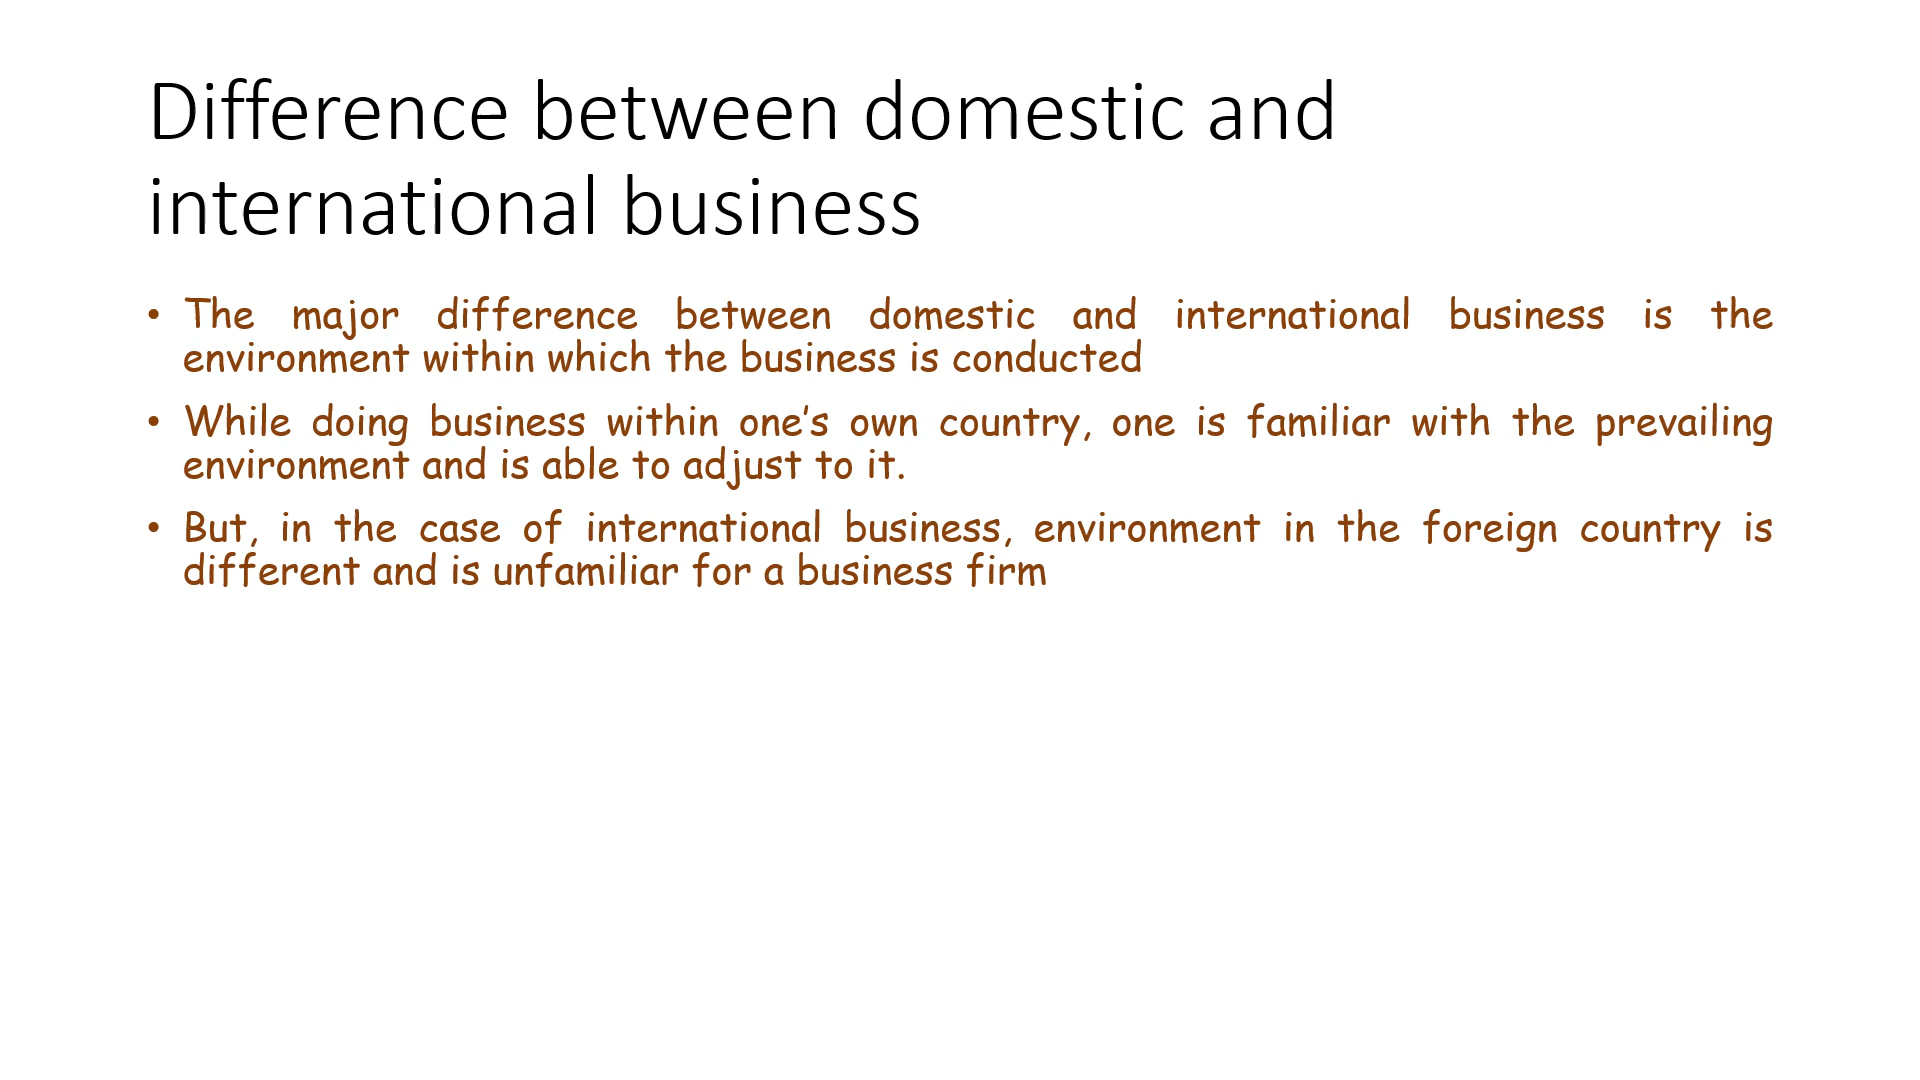 Difference between domestic and
international business
• The major difference between domestic and international business is the
environment within which the business is conducted
• While doing business within one’s own country, one is familiar with the prevailing
environment and is able to adjust to it.
• But, in the case of international business, environment in the foreign country is
different and is unfamiliar for a business firm